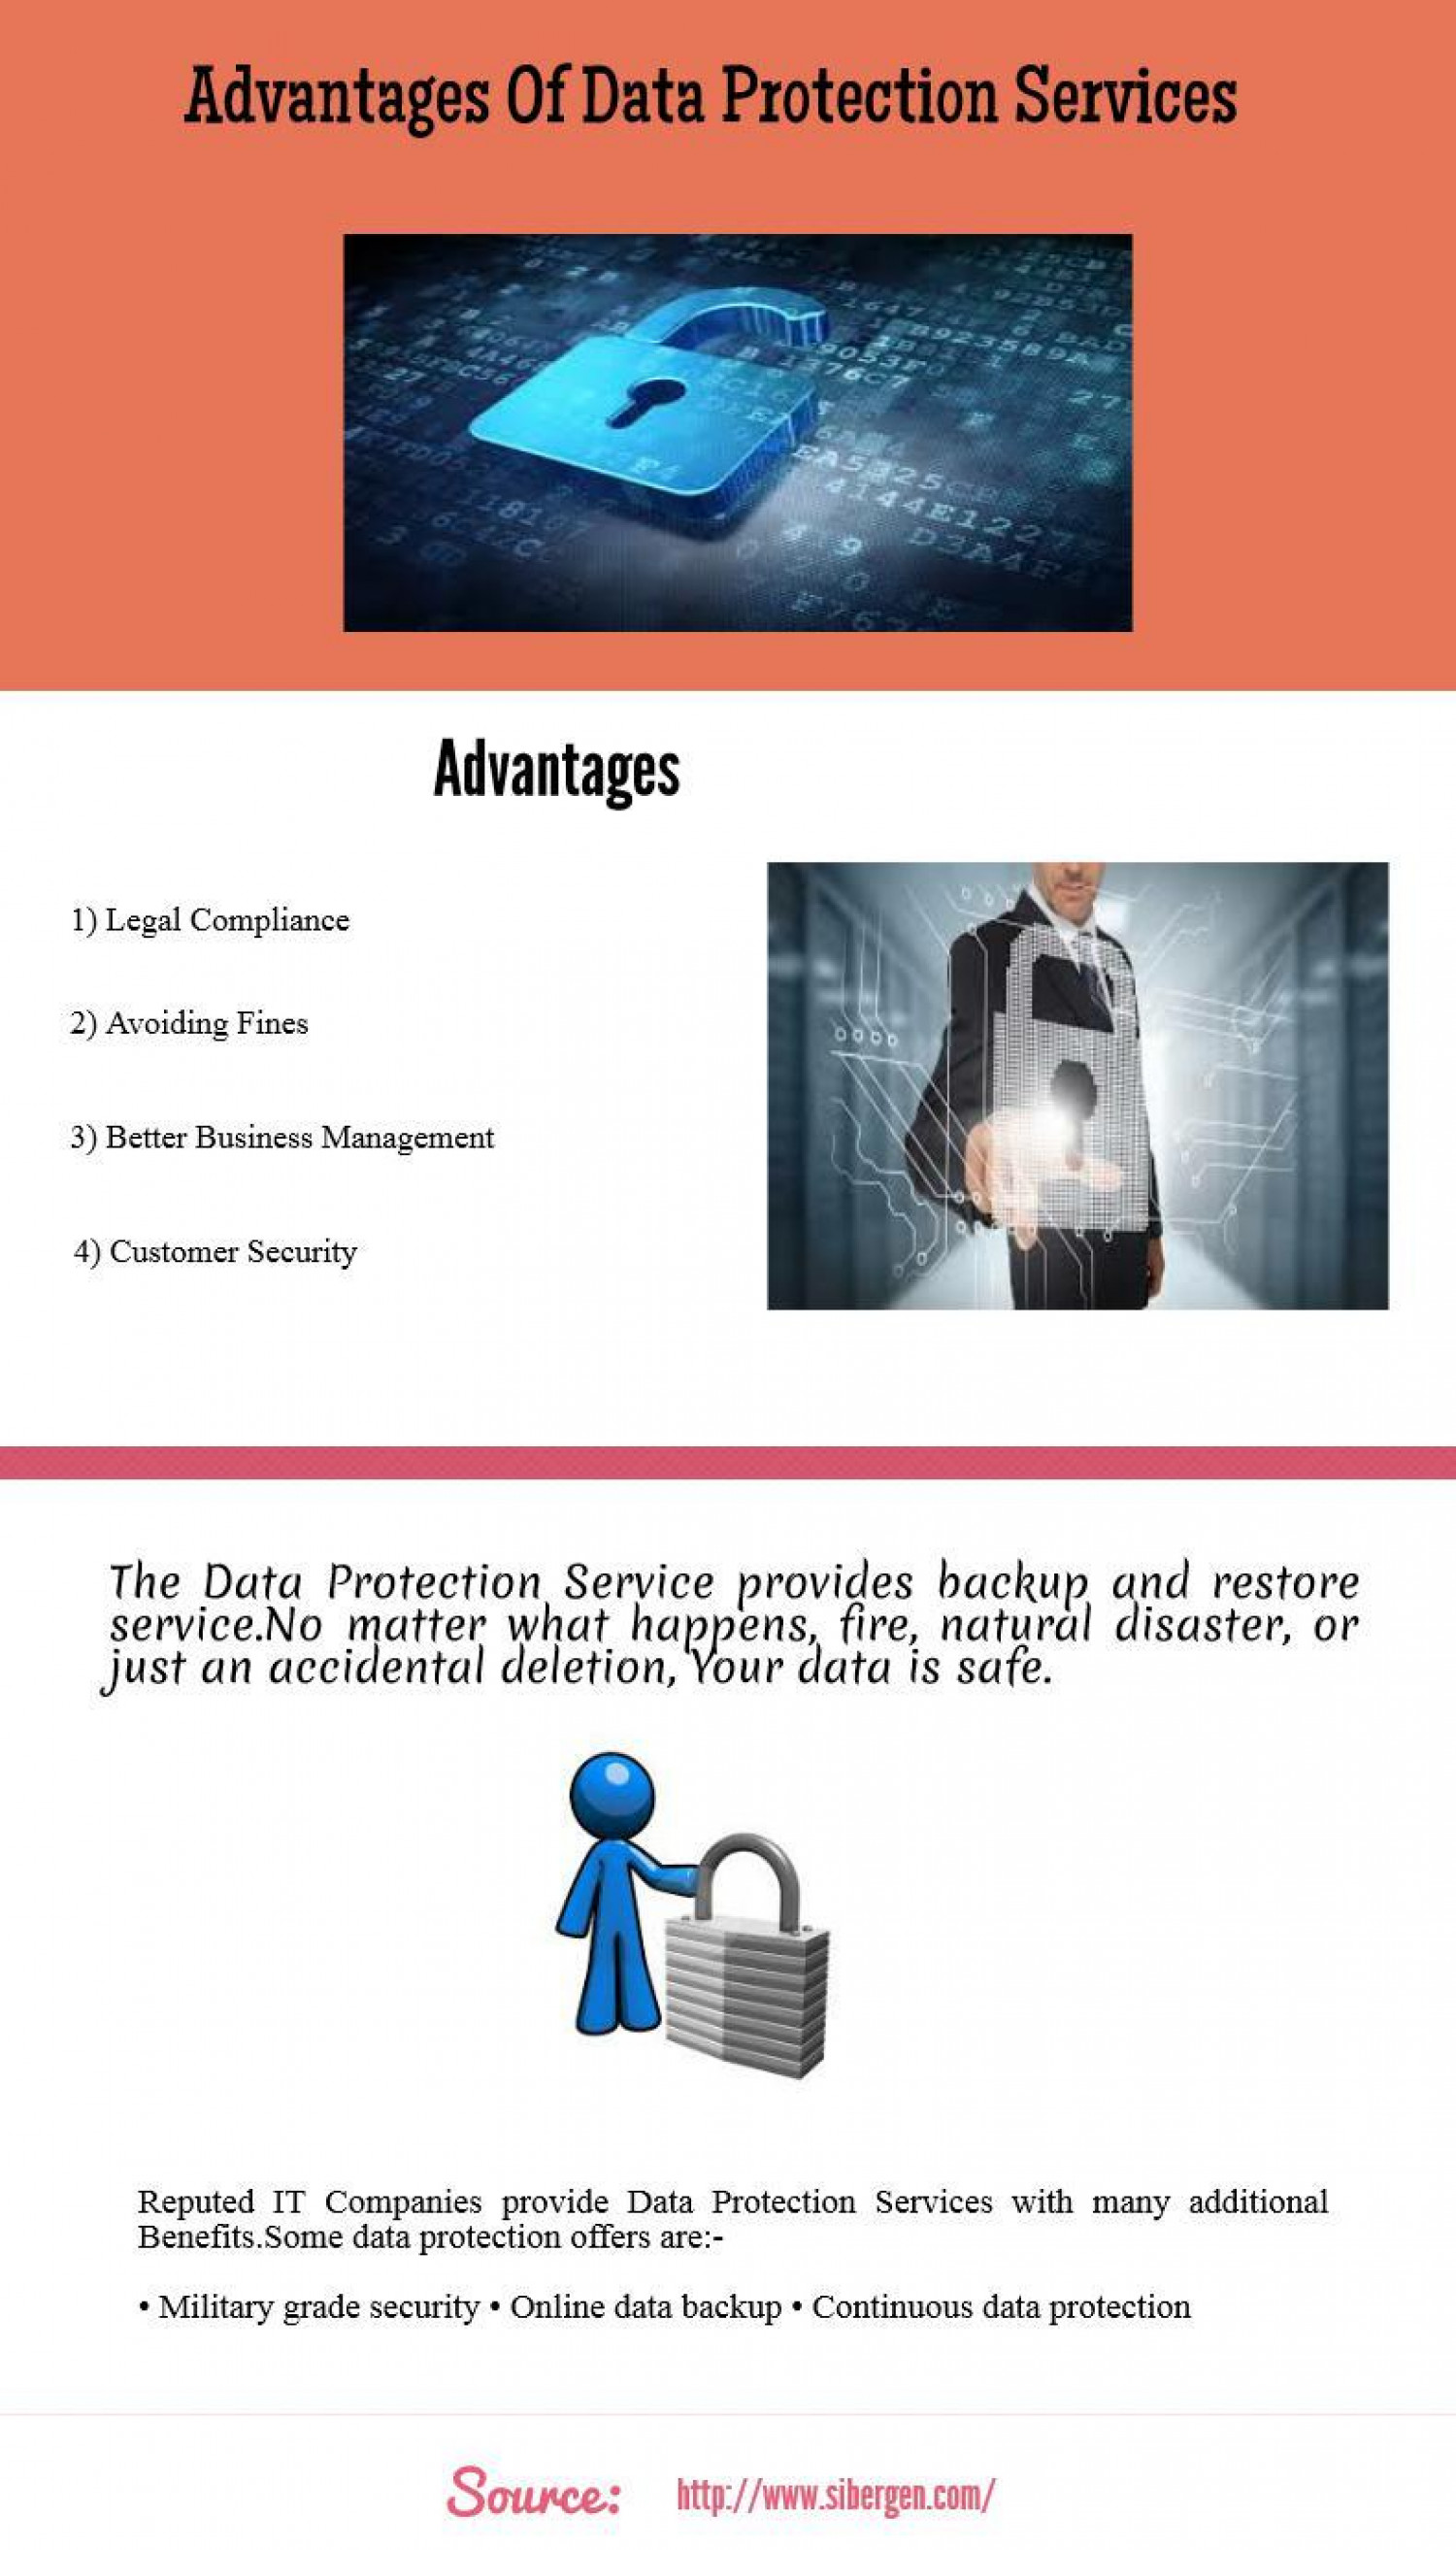 Advantages Of Data Protection Services
Advantages
1) Legal Compliance
2) Avoiding Fines
3) Better Business Management
4) Customer Security
The Data Protection Service provides backup and restore
service.No matter what happens, fire, natural disaster, or
just an accidental deletion, Your data is safe.
Reputed IT Companies provide Data Protection Services with many additional
Benefits.Some data protection offers are:-
• Military grade security • Online data backup • Continuous data protection
Source: http://www.sibergen.com/